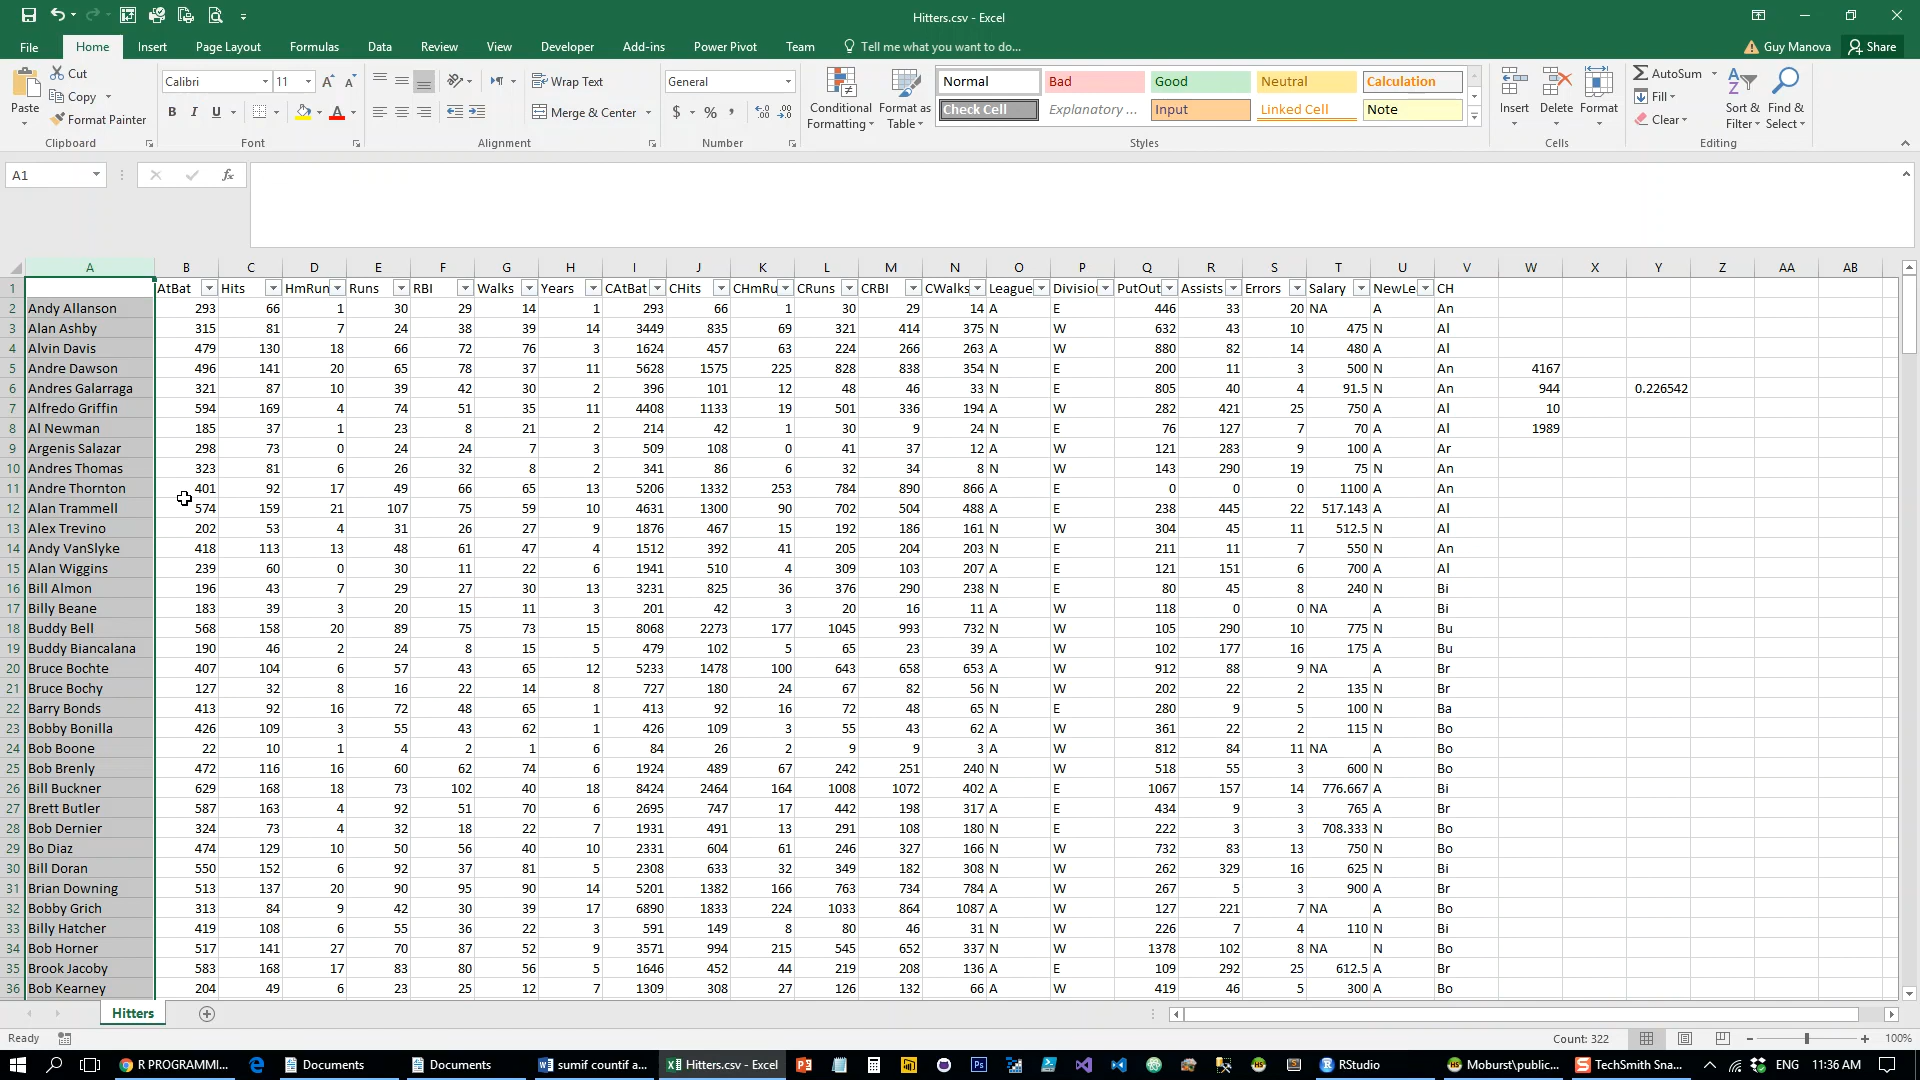 Hitters.csv - Excel
File Home Insert Page Layout Formulas Data Review View Developer Add-ins Power Pivot Team Tell me what you want to do... Guy Manova Share
Paste Cut Copy Format Painter Clipboard
Calibri 11 B I U A Font
Wrap Text Merge & Center Alignment
General $ % , Number
Conditional Formatting Format as Table
Normal Bad Good Neutral Calculation
Check Cell Explanatory ... Input Linked Cell Note
Styles
Insert Delete Format Cells
AutoSum Fill Clear Sort & Filter Find & Select Editing
A1 fx
A B C D E F G H I J K L M N O P Q R S T U V W X Y Z AA AB
1 AtBat Hits HmRun Runs RBI Walks Years CAtBat CHits CHmRu CRuns CRBI CWalks League Divisio PutOut Assists Errors Salary NewLe CH
2 Andy Allanson 293 66 1 30 29 14 1 293 66 1 30 29 14 A E 446 33 20 NA A An
3 Alan Ashby 315 81 7 24 38 39 14 3449 835 69 321 414 375 N W 632 43 10 475 N Al
4 Alvin Davis 479 130 18 66 72 76 3 1624 457 63 224 266 263 A W 880 82 14 480 A Al
5 Andre Dawson 496 141 20 65 78 37 11 5628 1575 225 828 838 354 N E 200 11 3 500 N An 4167
6 Andres Galarraga 321 87 10 39 42 30 2 396 101 12 48 46 33 N E 805 40 4 91.5 N An 944 0.226542
7 Alfredo Griffin 594 169 4 74 51 35 11 4408 1133 19 501 336 194 A W 282 421 25 750 A Al 10
8 Al Newman 185 37 1 23 8 21 2 214 42 1 30 9 24 N E 76 127 7 70 A Al 1989
9 Argenis Salazar 298 73 0 24 24 7 3 509 108 0 41 37 12 A W 121 283 9 100 A Ar
10 Andres Thomas 323 81 6 26 32 8 2 341 86 6 32 34 8 N W 143 290 19 75 N An
11 Andre Thornton 401 92 17 49 66 65 13 5206 1332 253 784 890 866 A E 0 0 0 1100 A An
12 Alan Trammell 574 159 21 107 75 59 10 4631 1300 90 702 504 488 A E 238 445 22 517.143 A Al
13 Alex Trevino 202 53 4 31 26 27 9 1876 467 15 192 186 161 N W 304 45 11 512.5 N Al
14 Andy VanSlyke 418 113 13 48 61 47 4 1512 392 41 205 204 203 N E 211 11 7 550 N An
15 Alan Wiggins 239 60 0 30 11 22 6 1941 510 4 309 103 207 A E 121 151 6 700 A Al
16 Bill Almon 196 43 7 29 27 30 13 3231 825 36 376 290 238 N E 80 45 8 240 N Bi
17 Billy Beane 183 39 3 20 15 11 3 201 42 3 20 16 11 A W 118 0 0 NA A Bi
18 Buddy Bell 568 158 20 89 75 73 15 8068 2273 177 1045 993 732 N W 105 290 10 775 N Bu
19 Buddy Biancalana 190 46 2 24 8 15 5 479 102 5 65 23 39 A W 102 177 16 175 A Bu
20 Bruce Bochte 407 104 6 57 43 65 12 5233 1478 100 643 658 653 A W 912 88 9 NA A Br
21 Bruce Bochy 127 32 8 16 22 14 8 727 180 24 67 82 56 N W 202 22 2 135 N Br
22 Barry Bonds 413 92 16 72 48 65 1 413 92 16 72 48 65 N E 280 9 5 100 N Ba
23 Bobby Bonilla 426 109 3 55 43 62 1 426 109 3 55 43 62 A W 361 22 2 115 N Bo
24 Bob Boone 22 10 1 4 2 1 6 84 26 2 9 9 3 A W 812 84 11 NA A Bo
25 Bob Brenly 472 116 16 60 62 74 6 1924 489 67 242 251 240 N W 518 55 3 600 N Bo
26 Bill Buckner 629 168 18 73 102 40 18 8424 2464 164 1008 1072 402 A E 1067 157 14 776.667 A Bi
27 Brett Butler 587 163 4 92 51 70 6 2695 747 17 442 198 317 A E 434 9 3 765 A Br
28 Bob Dernier 324 73 4 32 18 22 7 1931 491 13 291 108 180 N E 222 3 3 708.333 N Bo
29 Bo Diaz 474 129 10 50 56 40 10 2331 604 61 246 327 166 N W 732 83 13 750 N Bo
30 Bill Doran 550 152 6 92 37 81 5 2308 633 32 349 182 308 N W 262 329 16 625 N Bi
31 Brian Downing 513 137 20 90 95 90 14 5201 1382 166 763 734 784 A W 267 5 3 900 A Br
32 Bobby Grich 313 84 9 42 30 39 17 6890 1833 224 1033 864 1087 A W 127 221 7 NA A Bo
33 Billy Hatcher 419 108 6 55 36 22 3 591 149 8 80 46 31 N W 226 7 4 110 N Bi
34 Bob Horner 517 141 27 70 87 52 9 3571 994 215 545 652 337 N W 1378 102 8 NA N Bo
35 Brook Jacoby 583 168 17 83 80 56 5 1646 452 44 219 208 136 A E 109 292 25 612.5 A Br
36 Bob Kearney 204 49 6 23 25 12 7 1309 308 27 126 132 66 A W 419 46 5 300 A Bo
Hitters
Ready Count: 322 100%
R PROGRAMMI... Documents Documents sumif countif a... Hitters.csv - Excel RStudio Moburst\public... TechSmith Sna... ENG 11:36 AM